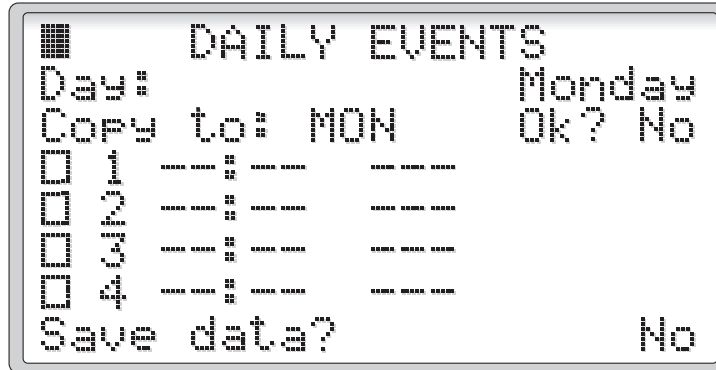 DAILY EVENTS
Day: Monday
Copy to: MON Ok? No
1 --:-- ---
2 --:-- ---
3 --:-- ---
4 --:-- ---
Save data? No